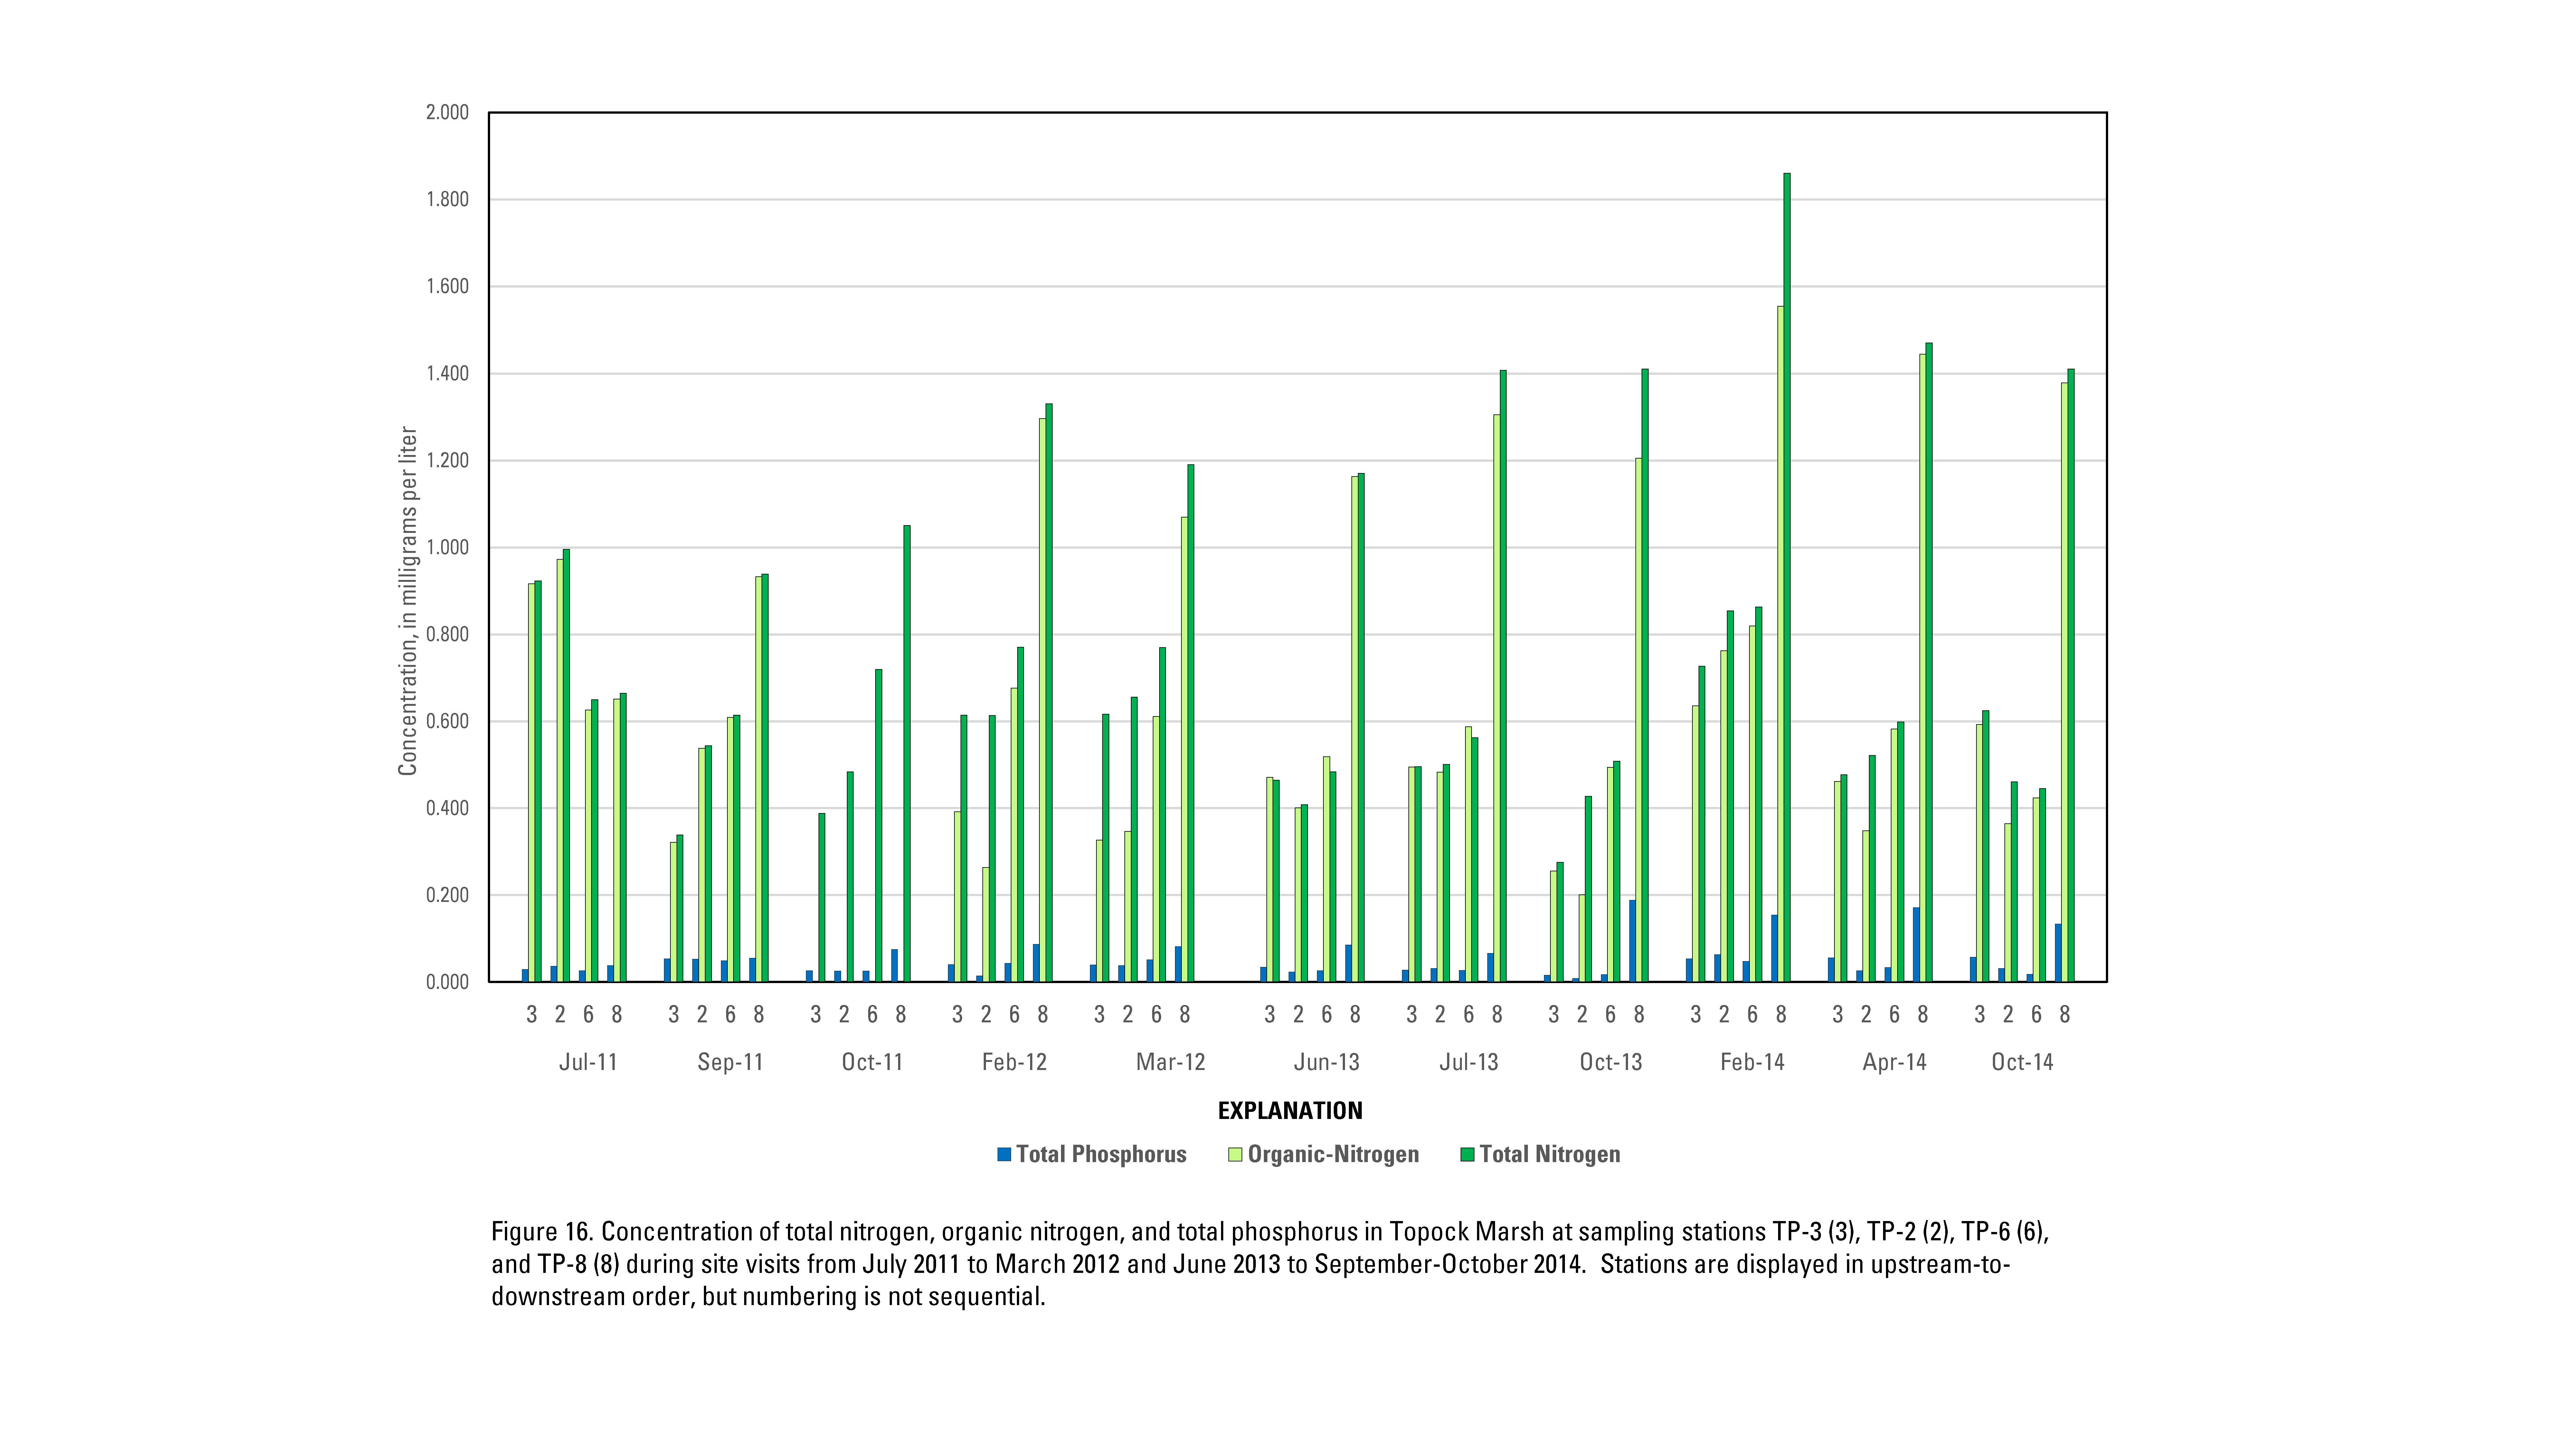 2.000
1.800
1.600
1.400
1.200
1.000
0.800
0.600
0.400
0.200
0.000
Concentration, in milligrams per liter
3 2 6 8 3 2 6 8 3 2 6 8 3 2 6 8 3 2 6 8 3 2 6 8 3 2 6 8 3 2 6 8 3 2 6 8 3 2 6 8 3 2 6 8
Jul-11 Sep-11 Oct-11 Feb-12 Mar-12 Jun-13 Jul-13 Oct-13 Feb-14 Apr-14 Oct-14
EXPLANATION
Total Phosphorus Organic-Nitrogen Total Nitrogen
Figure 16. Concentration of total nitrogen, organic nitrogen, and total phosphorus in Topock Marsh at sampling stations TP-3 (3), TP-2 (2), TP-6 (6),
and TP-8 (8) during site visits from July 2011 to March 2012 and June 2013 to September-October 2014.  Stations are displayed in upstream-to-
downstream order, but numbering is not sequential.